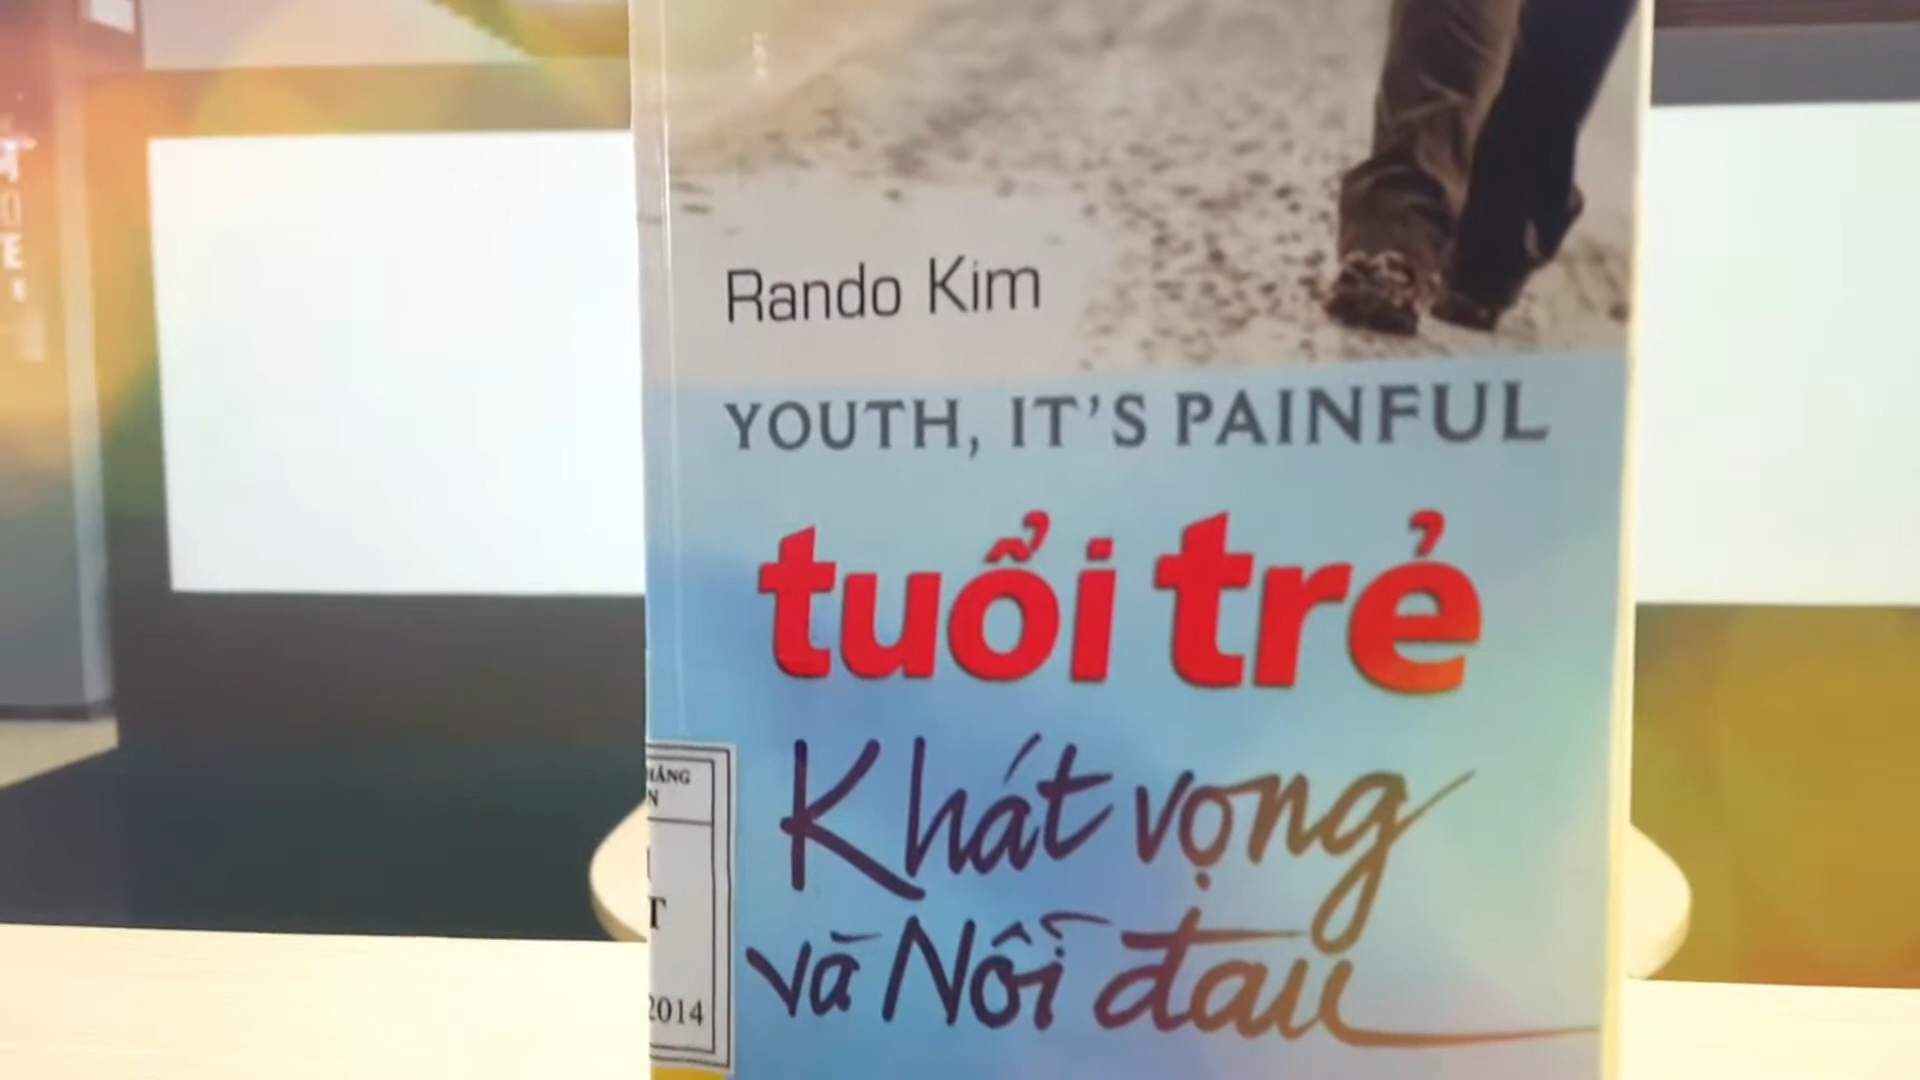 Rando Kim
YOUTH, IT'S PAINFUL
tuổi trẻ
Khát vọng
và Nỗi đau
2014